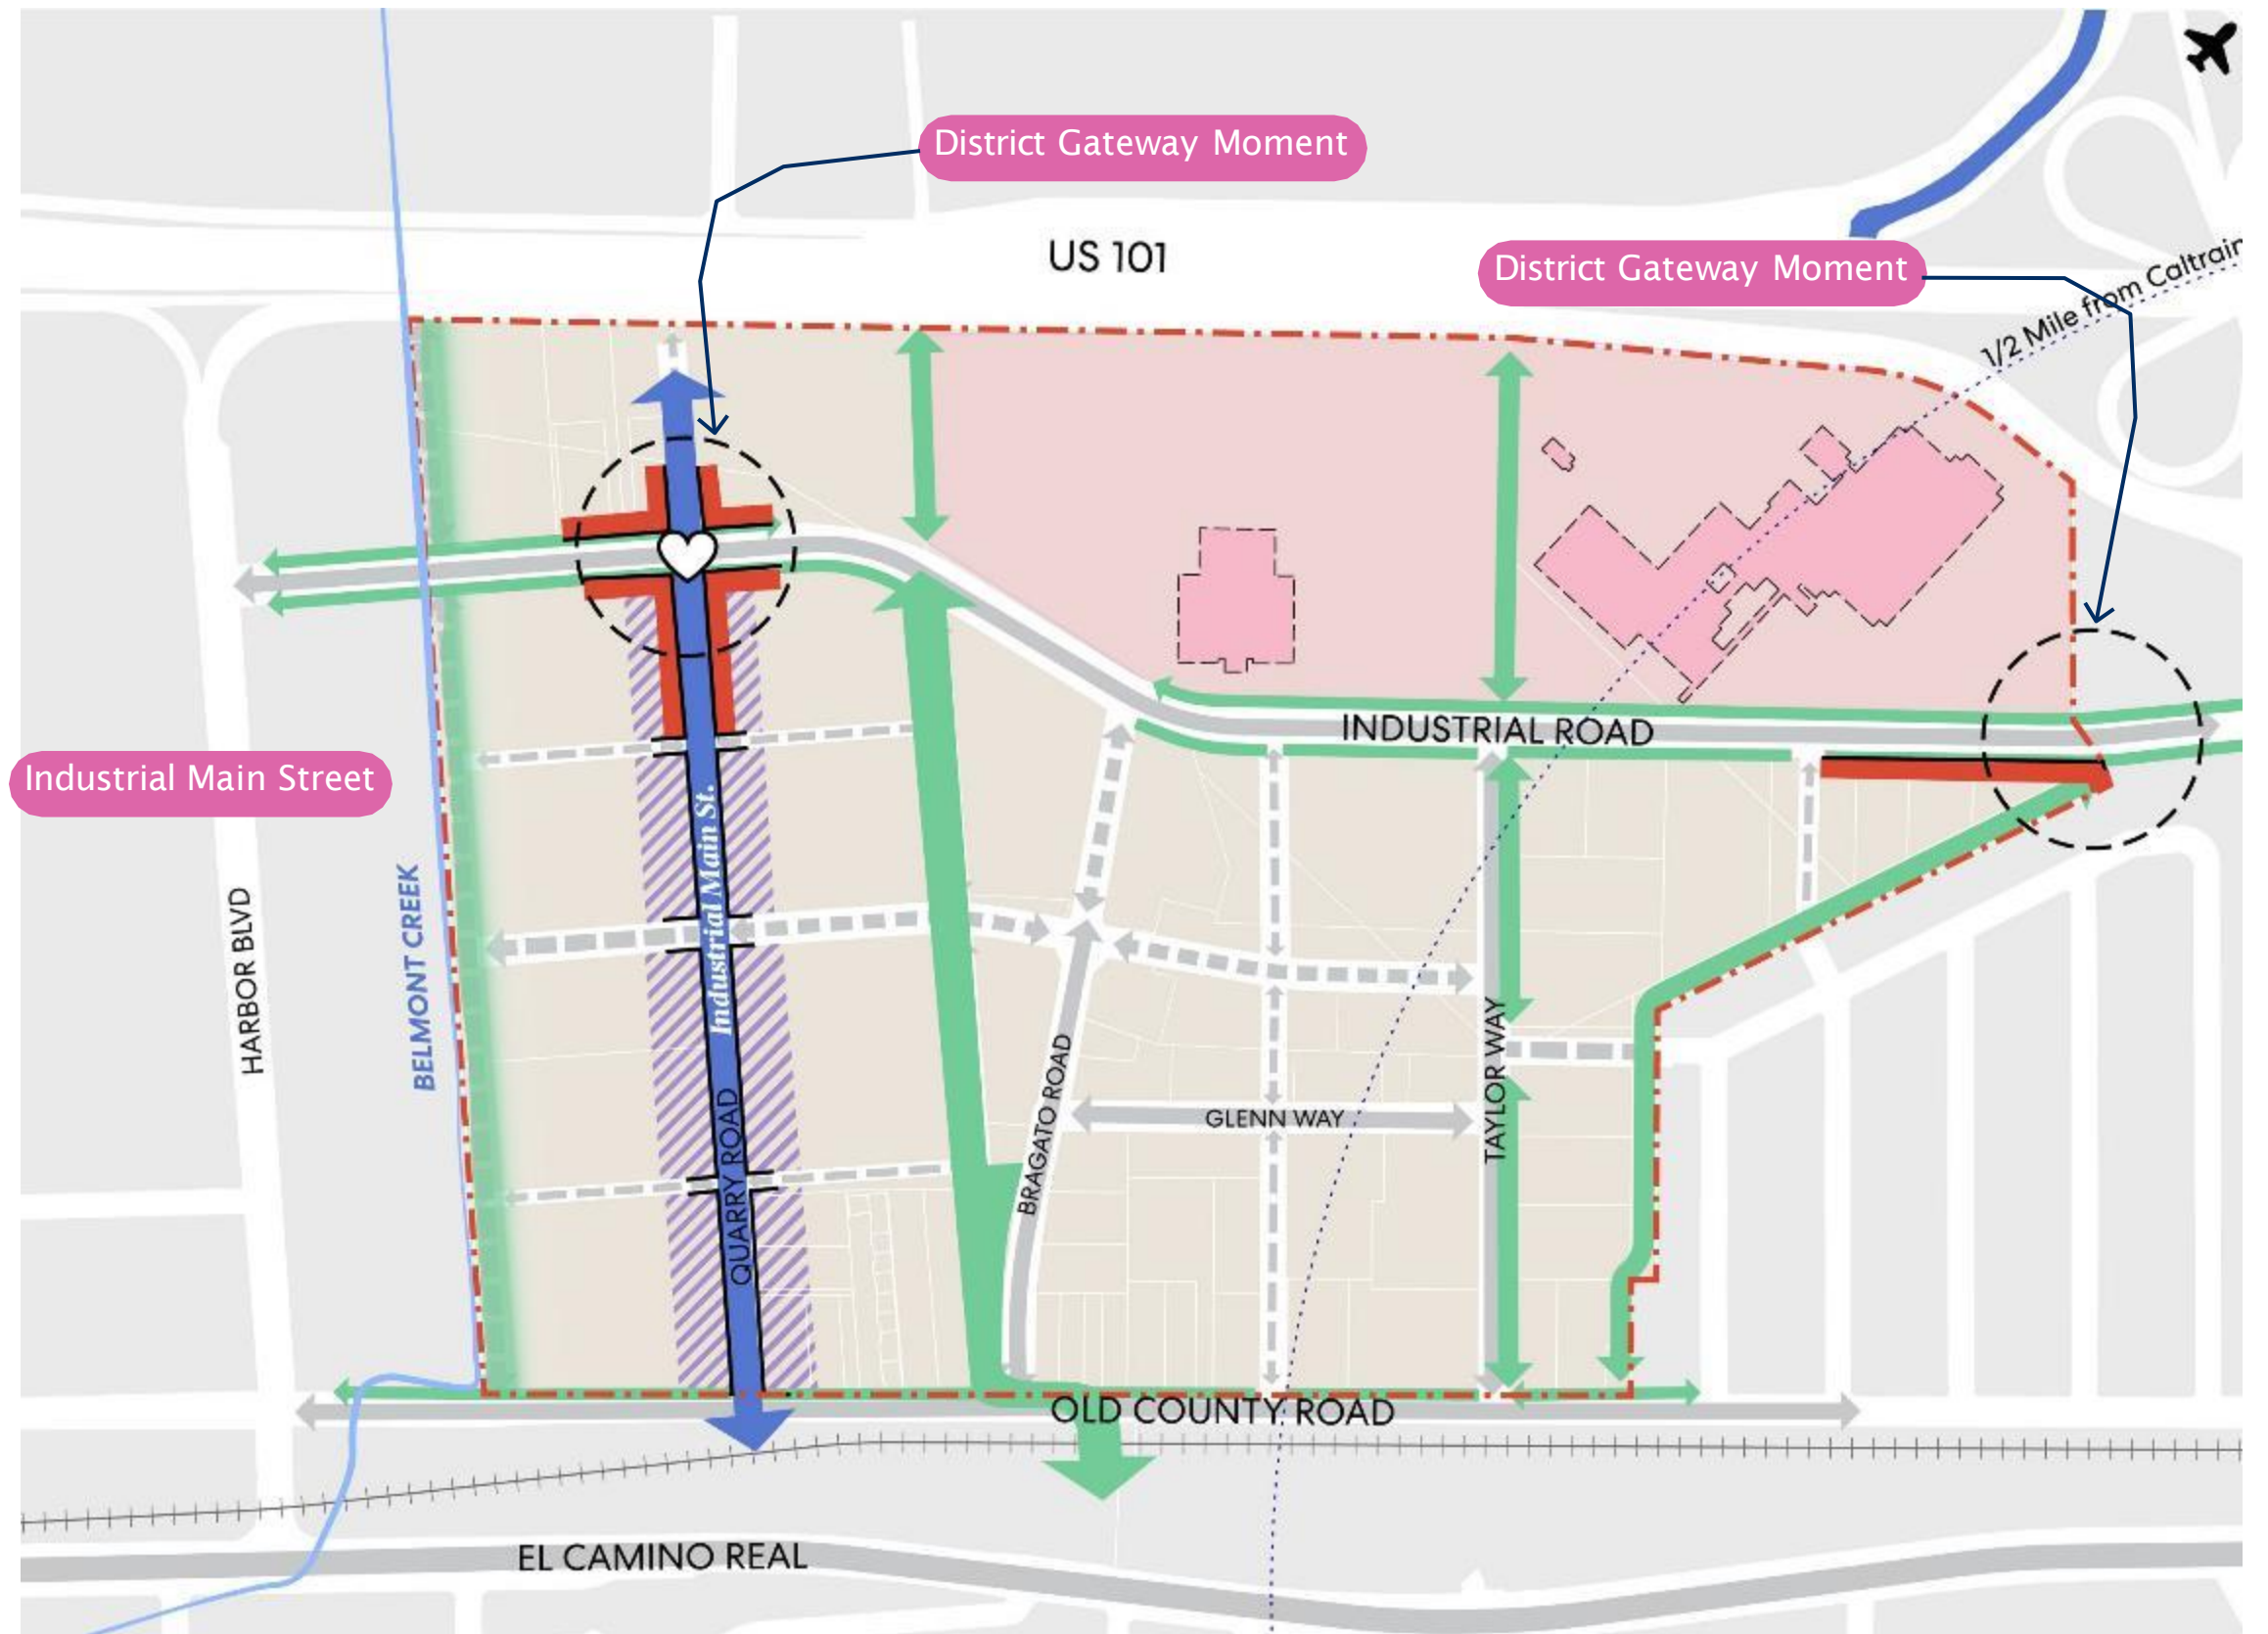 District Gateway Moment
US 101
District Gateway Moment
1/2 Mile from Caltrain
INDUSTRIAL ROAD
Industrial Main Street
Industrial Main St.
HARBOR BLVD
BELMONT CREEK
QUARRY ROAD
BRAGATO ROAD
GLENN WAY
TAYLOR WAY
OLD COUNTY ROAD
EL CAMINO REAL